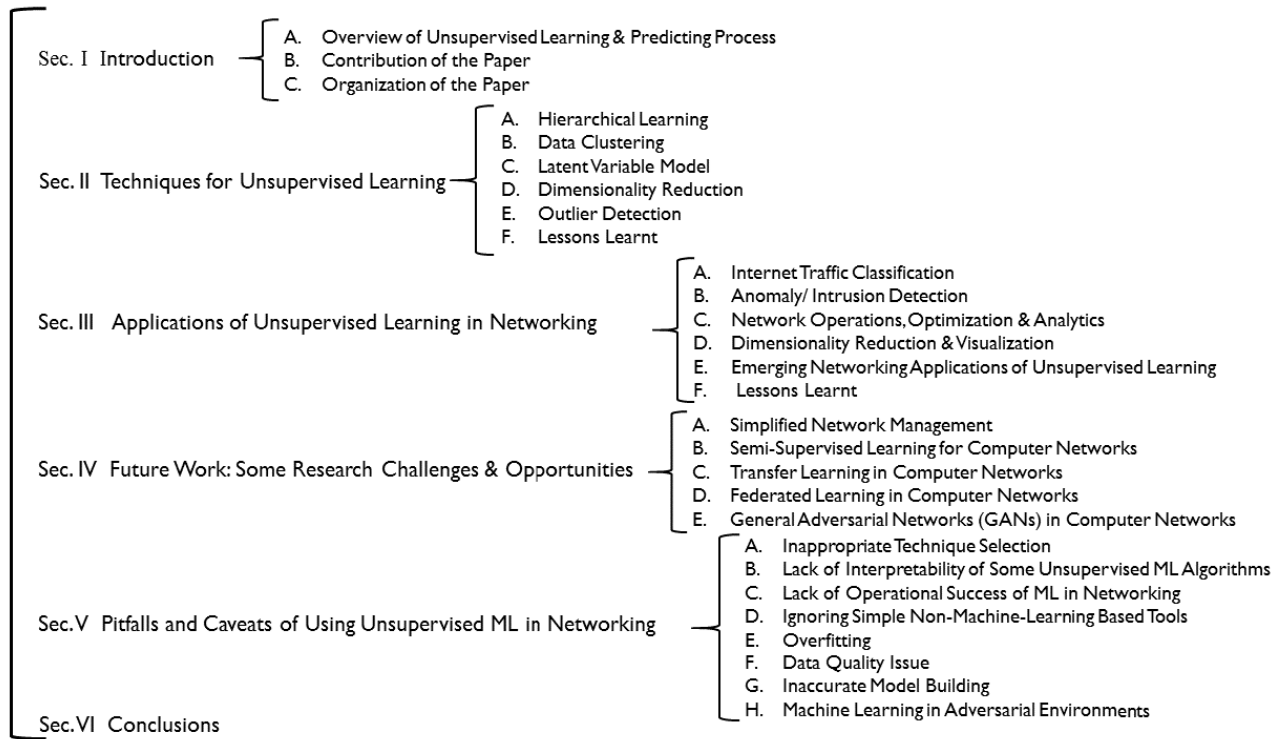 Sec. I Introduction
A. Overview of Unsupervised Learning & Predicting Process
B. Contribution of the Paper
C. Organization of the Paper
Sec. II Techniques for Unsupervised Learning
A. Hierarchical Learning
B. Data Clustering
C. Latent Variable Model
D. Dimensionality Reduction
E. Outlier Detection
F. Lessons Learnt
Sec. III Applications of Unsupervised Learning in Networking
A. Internet Traffic Classification
B. Anomaly/ Intrusion Detection
C. Network Operations, Optimization & Analytics
D. Dimensionality Reduction & Visualization
E. Emerging Networking Applications of Unsupervised Learning
F. Lessons Learnt
Sec. IV Future Work: Some Research Challenges & Opportunities
A. Simplified Network Management
B. Semi-Supervised Learning for Computer Networks
C. Transfer Learning in Computer Networks
D. Federated Learning in Computer Networks
E. General Adversarial Networks (GANs) in Computer Networks
Sec. V Pitfalls and Caveats of Using Unsupervised ML in Networking
A. Inappropriate Technique Selection
B. Lack of Interpretability of Some Unsupervised ML Algorithms
C. Lack of Operational Success of ML in Networking
D. Ignoring Simple Non-Machine-Learning Based Tools
E. Overfitting
F. Data Quality Issue
G. Inaccurate Model Building
H. Machine Learning in Adversarial Environments
Sec. VI Conclusions